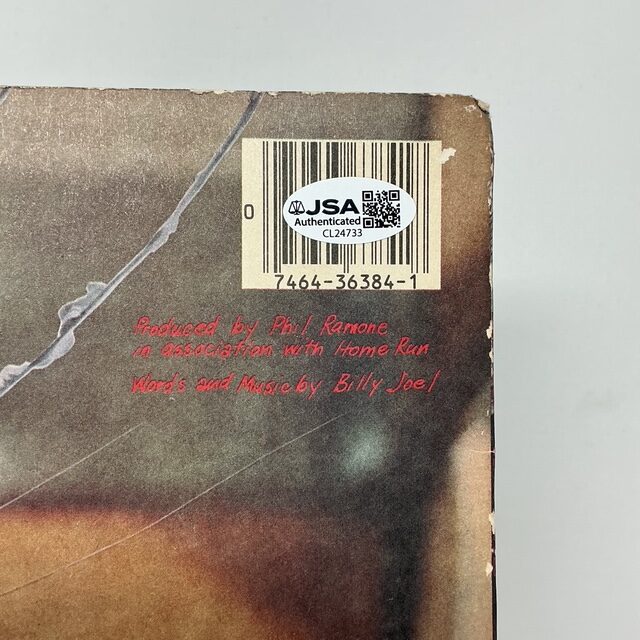 JSA
Authenticated
CL24733
0
7464-36384-1
Produced by Phil Ramone
in association with Home Run
Words and Music by Billy Joel